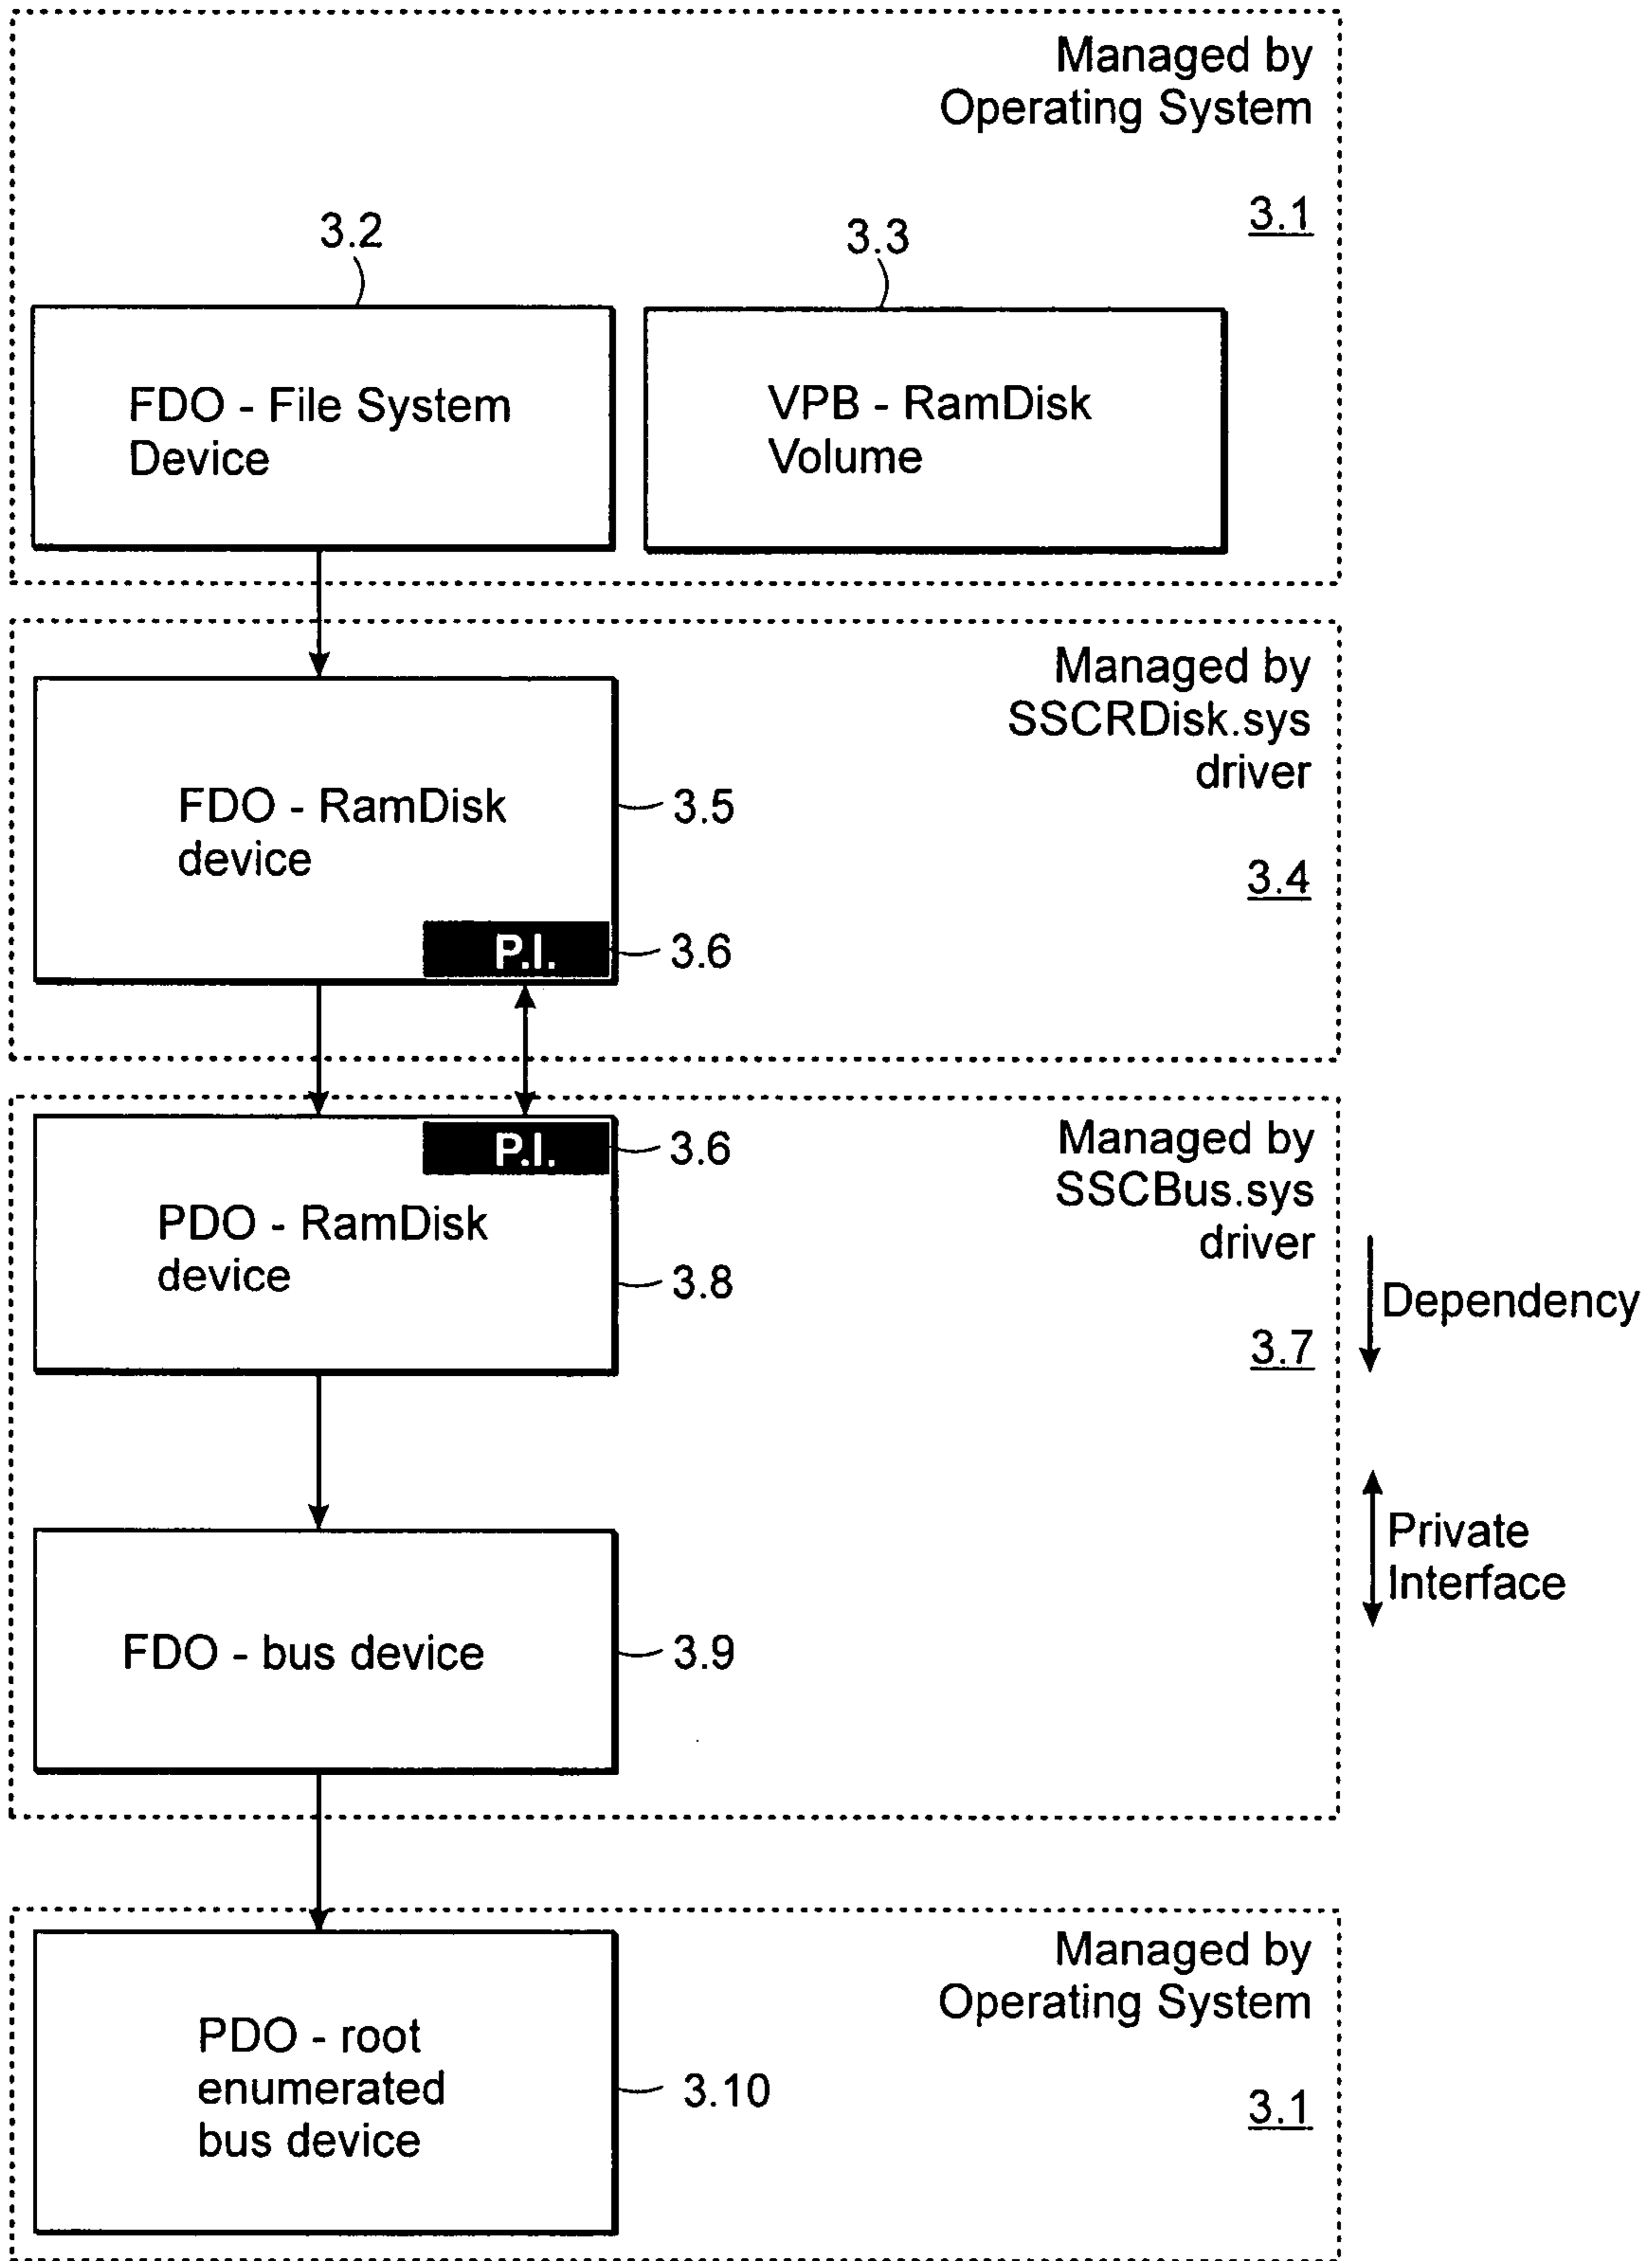 Managed by
Operating System
3.1
3.2
3.3
FDO - File System
Device
VPB - RamDisk
Volume
Managed by
SSCRDisk.sys
driver
3.4
FDO - RamDisk
device
3.5
P.I.
3.6
P.I.
3.6
Managed by
SSCBus.sys
driver
3.7
PDO - RamDisk
device
3.8
Dependency
Private
Interface
FDO - bus device
3.9
Managed by
Operating System
3.1
PDO - root
enumerated
bus device
3.10